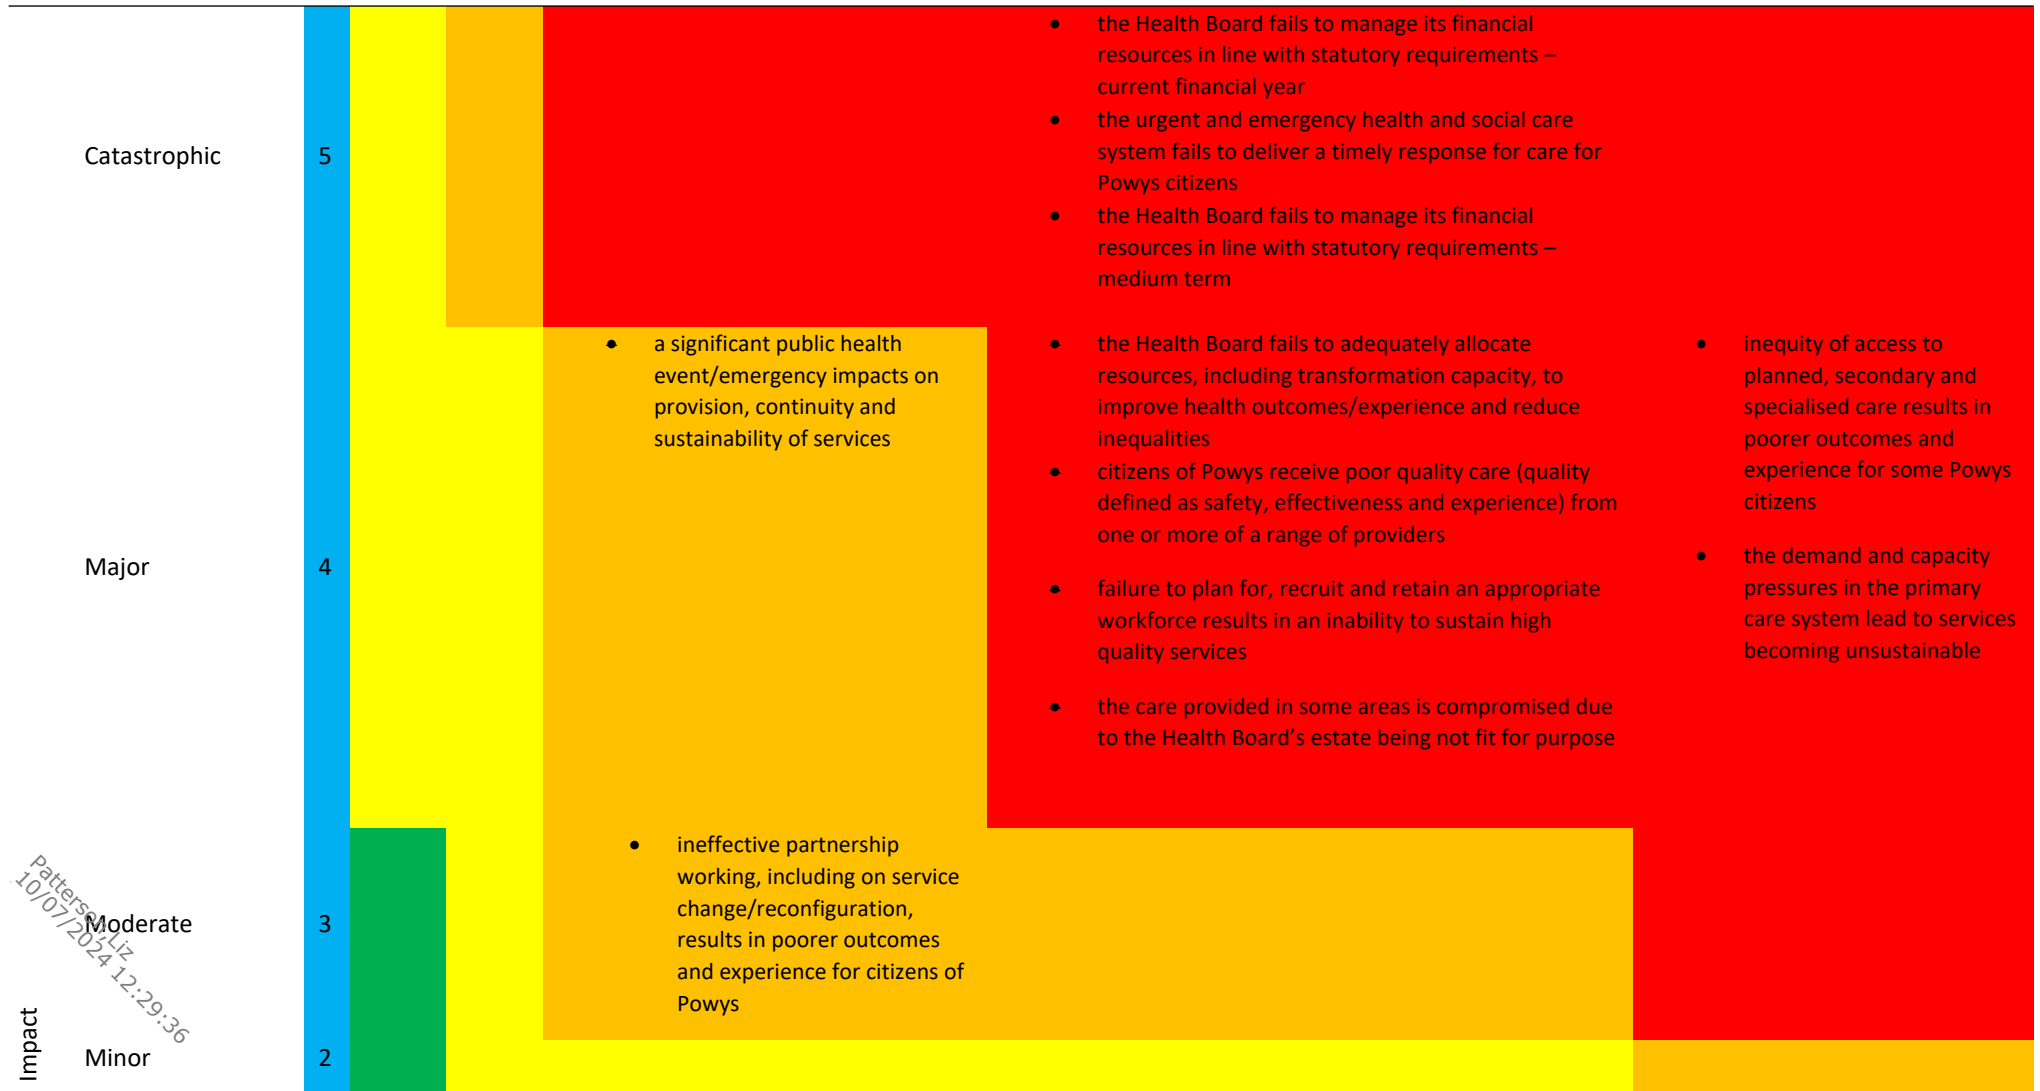 Catastrophic
5
• the Health Board fails to manage its financial
resources in line with statutory requirements –
current financial year
• the urgent and emergency health and social care
system fails to deliver a timely response for care for
Powys citizens
• the Health Board fails to manage its financial
resources in line with statutory requirements –
medium term
Major
4
• a significant public health
event/emergency impacts on
provision, continuity and
sustainability of services
• the Health Board fails to adequately allocate
resources, including transformation capacity, to
improve health outcomes/experience and reduce
inequalities
• citizens of Powys receive poor quality care (quality
defined as safety, effectiveness and experience) from
one or more of a range of providers
• failure to plan for, recruit and retain an appropriate
workforce results in an inability to sustain high
quality services
• the care provided in some areas is compromised due
to the Health Board’s estate being not fit for purpose
• inequity of access to
planned, secondary and
specialised care results in
poorer outcomes and
experience for some Powys
citizens
• the demand and capacity
pressures in the primary
care system lead to services
becoming unsustainable
Moderate
3
• ineffective partnership
working, including on service
change/reconfiguration,
results in poorer outcomes
and experience for citizens of
Powys
Minor
2
Impact
Patterson,Liz
10/07/2024 12:29:36